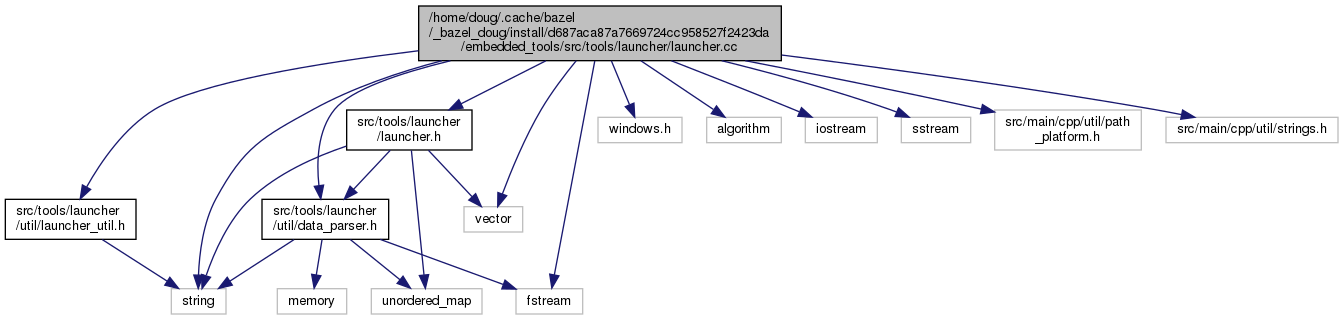 /home/doug/.cache/bazel
/_bazel_doug/install/d687aca87a7669724cc958527f2423da
/embedded_tools/src/tools/launcher/launcher.cc
src/tools/launcher
/launcher.h
windows.h
algorithm
iostream
sstream
src/main/cpp/util/path
_platform.h
src/main/cpp/util/strings.h
src/tools/launcher
/util/launcher_util.h
src/tools/launcher
/util/data_parser.h
vector
string
memory
unordered_map
fstream